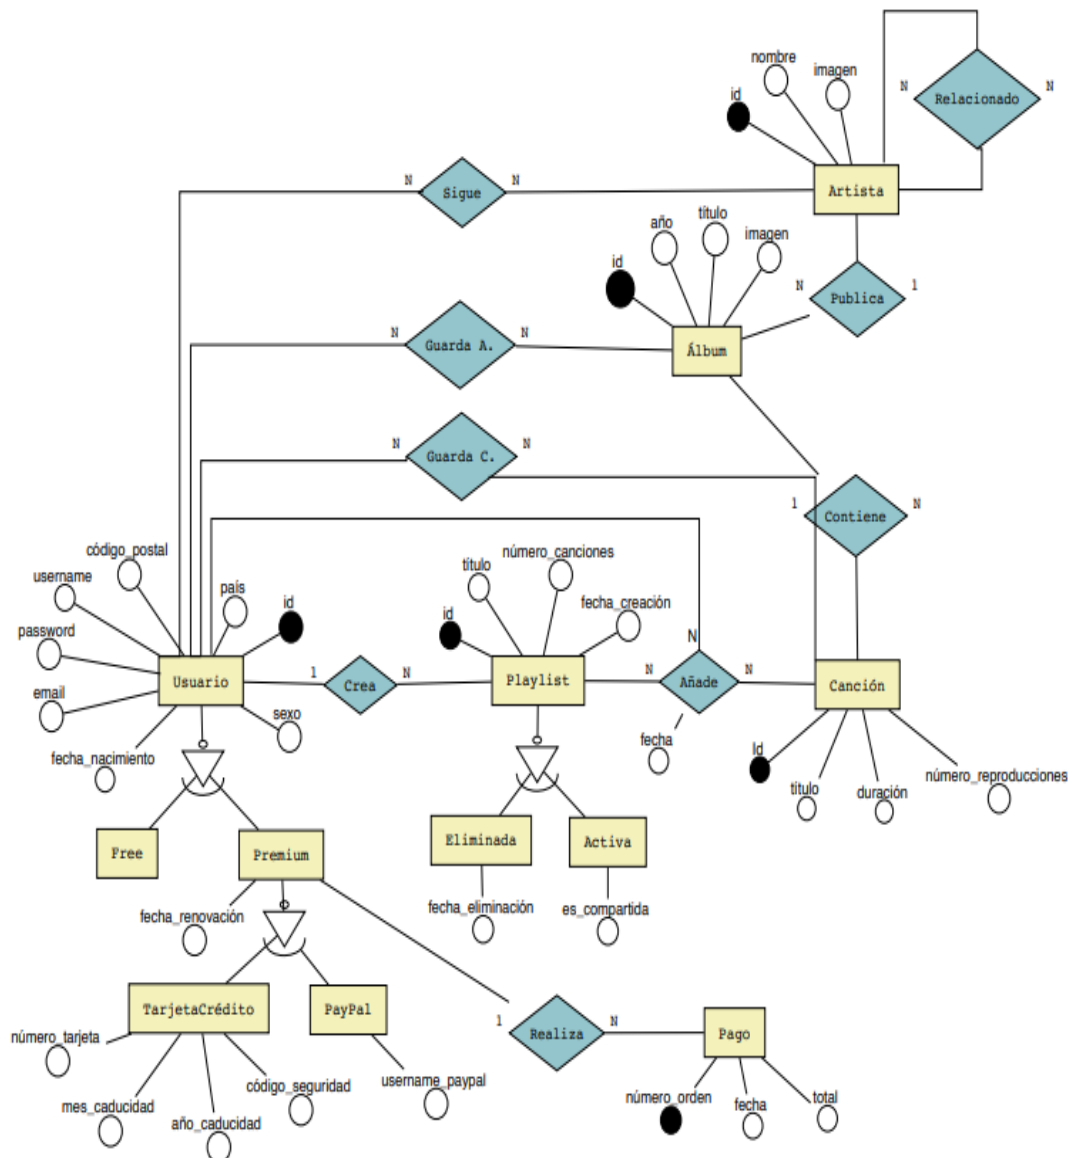 nombre
imagen
id
N
Relacionado
N
Artista
N
Sigue
N
título
año
imagen
id
N
Publica
1
N
Guarda A.
N
Álbum
N
Guarda C.
N
1
Contiene
N
código_postal
username
país
id
password
email
Usuario
sexo
fecha_nacimiento
1
Crea
N
número_canciones
título
fecha_creación
id
Playlist
N
N
Añade
N
fecha
Canción
Id
título
duración
número_reproducciones
Free
Premium
fecha_renovación
Eliminada
Activa
fecha_eliminación
es_compartida
TarjetaCrédito
PayPal
número_tarjeta
mes_caducidad
año_caducidad
código_seguridad
username_paypal
1
Realiza
N
Pago
número_orden
fecha
total